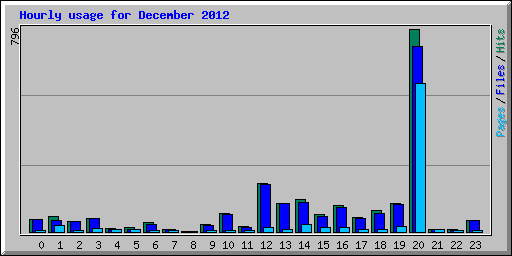 Hourly usage for December 2012
796
Pages/Files/Hits
0 1 2 3 4 5 6 7 8 9 10 11 12 13 14 15 16 17 18 19 20 21 22 23